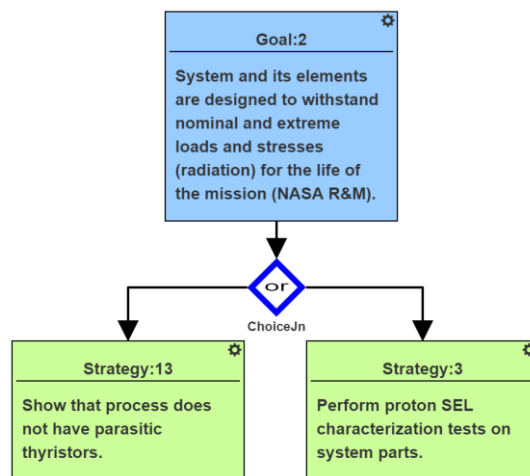 Goal:2
System and its elements
are designed to withstand
nominal and extreme
loads and stresses
(radiation) for the life of
the mission (NASA R&M).
or
ChoiceJn
Strategy:13
Show that process does
not have parasitic
thyristors.
Strategy:3
Perform proton SEL
characterization tests on
system parts.